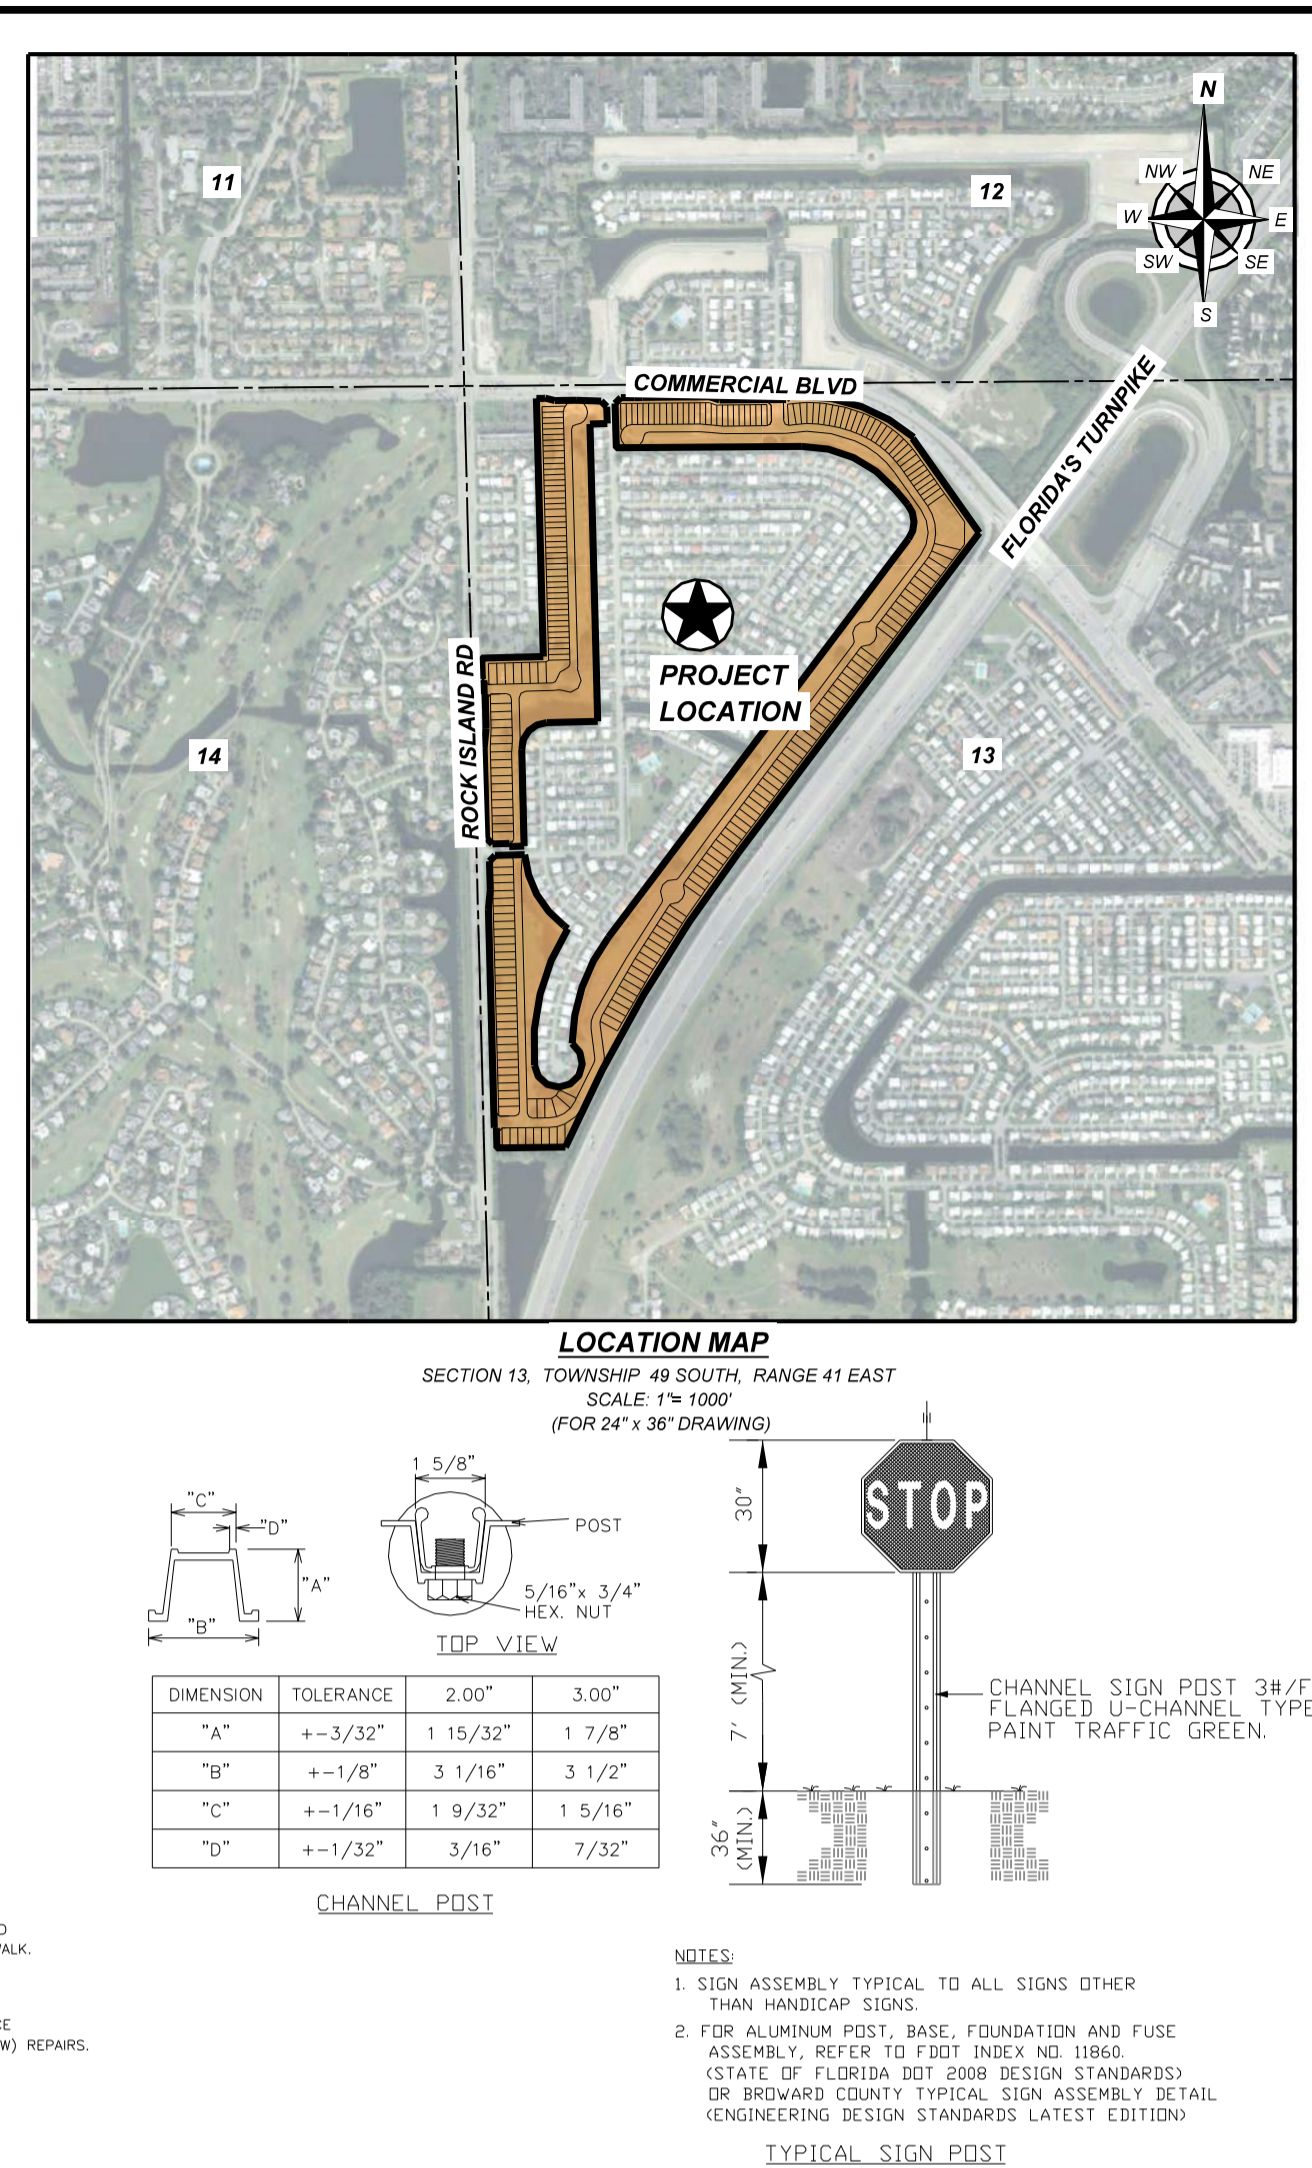 N
NW
NE
W
E
SW
SE
S
11
12
COMMERCIAL BLVD
FLORIDA'S TURNPIKE
ROCK ISLAND RD
PROJECT
LOCATION
14
13
LOCATION MAP
SECTION 13, TOWNSHIP 49 SOUTH, RANGE 41 EAST
SCALE: 1"= 1000'
(FOR 24" x 36" DRAWING)
"C"
"D"
"A"
"B"
1 5/8"
POST
5/16"x 3/4"
HEX. NUT
TOP VIEW
DIMENSION TOLERANCE 2.00" 3.00"
"A" +-3/32" 1 15/32" 1 7/8"
"B" +-1/8" 3 1/16" 3 1/2"
"C" +-1/16" 1 9/32" 1 5/16"
"D" +-1/32" 3/16" 7/32"
CHANNEL POST
30"
STOP
7' (MIN.)
36"
(MIN.)
CHANNEL SIGN POST 3#/F
FLANGED U-CHANNEL TYPE
PAINT TRAFFIC GREEN.
ALK.
CE
W) REPAIRS.
NOTES:
1. SIGN ASSEMBLY TYPICAL TO ALL SIGNS OTHER
THAN HANDICAP SIGNS.
2. FOR ALUMINUM POST, BASE, FOUNDATION AND FUSE
ASSEMBLY, REFER TO FDOT INDEX NO. 11860.
(STATE OF FLORIDA DOT 2008 DESIGN STANDARDS)
OR BROWARD COUNTY TYPICAL SIGN ASSEMBLY DETAIL
(ENGINEERING DESIGN STANDARDS LATEST EDITION)
TYPICAL SIGN POST